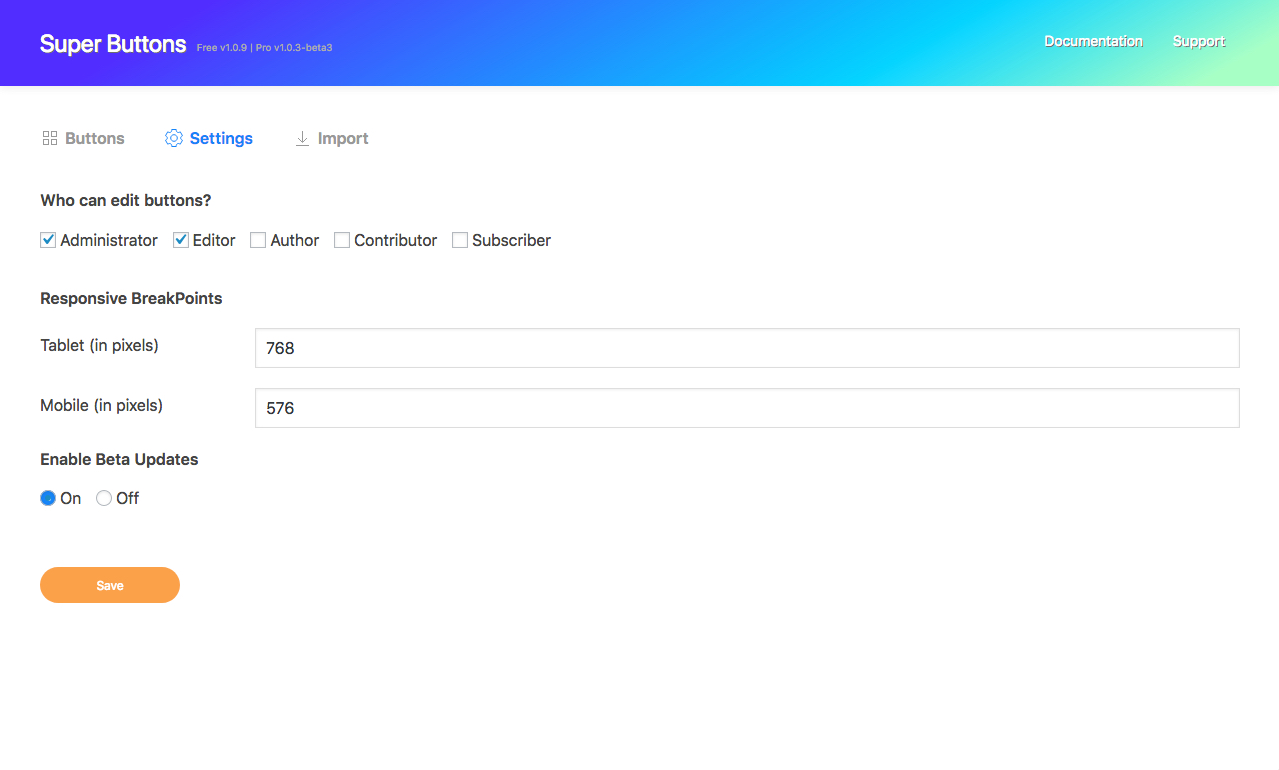 Super Buttons Free v1.0.9 | Pro v1.0.3-beta3 Documentation Support
Buttons Settings Import
Who can edit buttons?
Administrator Editor Author Contributor Subscriber
Responsive BreakPoints
Tablet (in pixels) 768
Mobile (in pixels) 576
Enable Beta Updates
On Off
Save